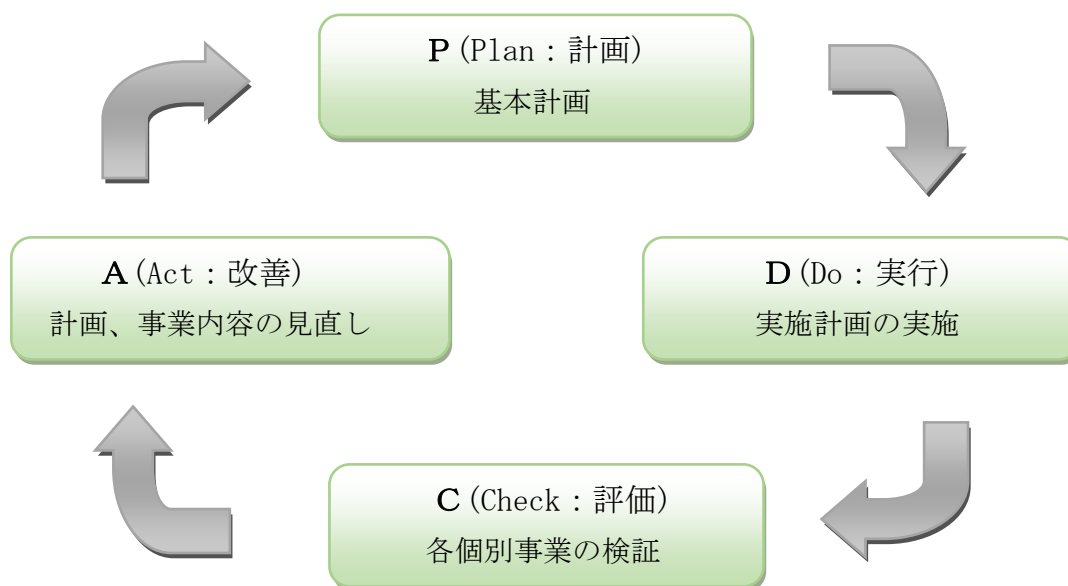 P(Plan：計画)
基本計画
D(Do：実行)
実施計画の実施
C(Check：評価)
各個別事業の検証
A(Act：改善)
計画、事業内容の見直し